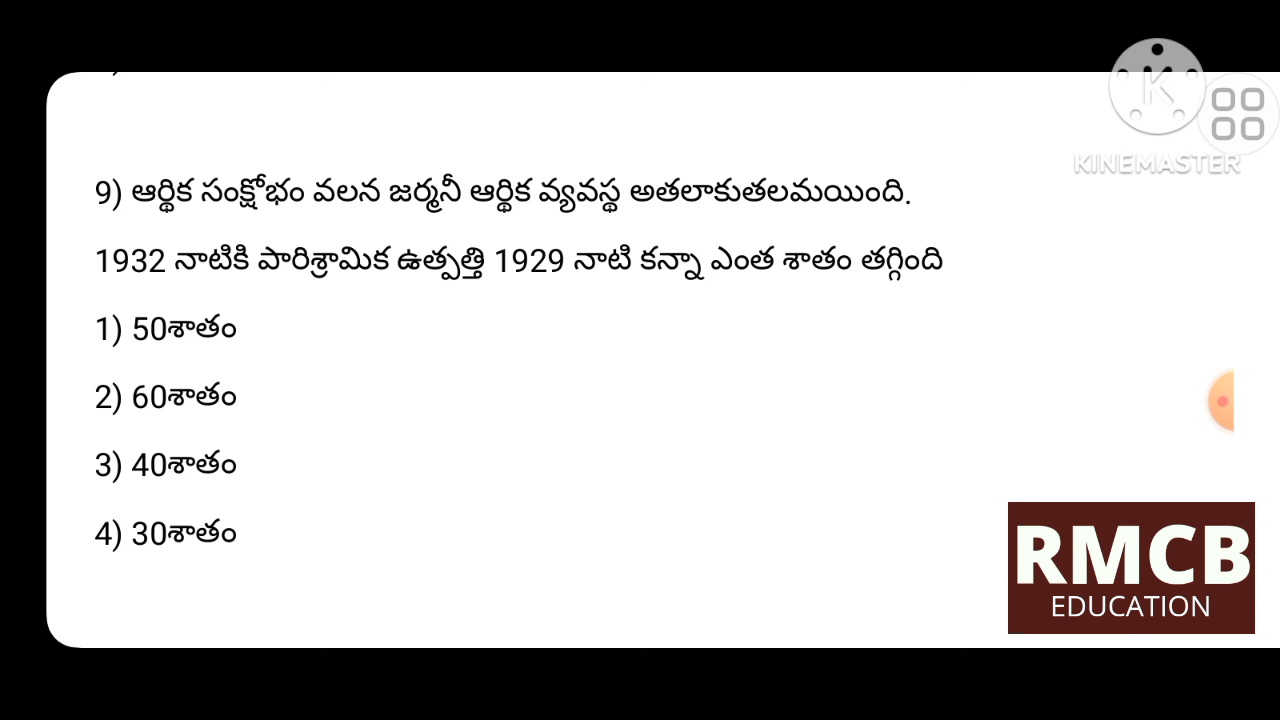 KINEMASTER
9) ఆర్థిక సంక్షోభం వలన జర్మనీ ఆర్థిక వ్యవస్థ అతలాకుతలమయింది.
1932 నాటికి పారిశ్రామిక ఉత్పత్తి 1929 నాటి కన్నా ఎంత శాతం తగ్గింది
1) 50శాతం
2) 60శాతం
3) 40శాతం
4) 30శాతం
RMCB
EDUCATION